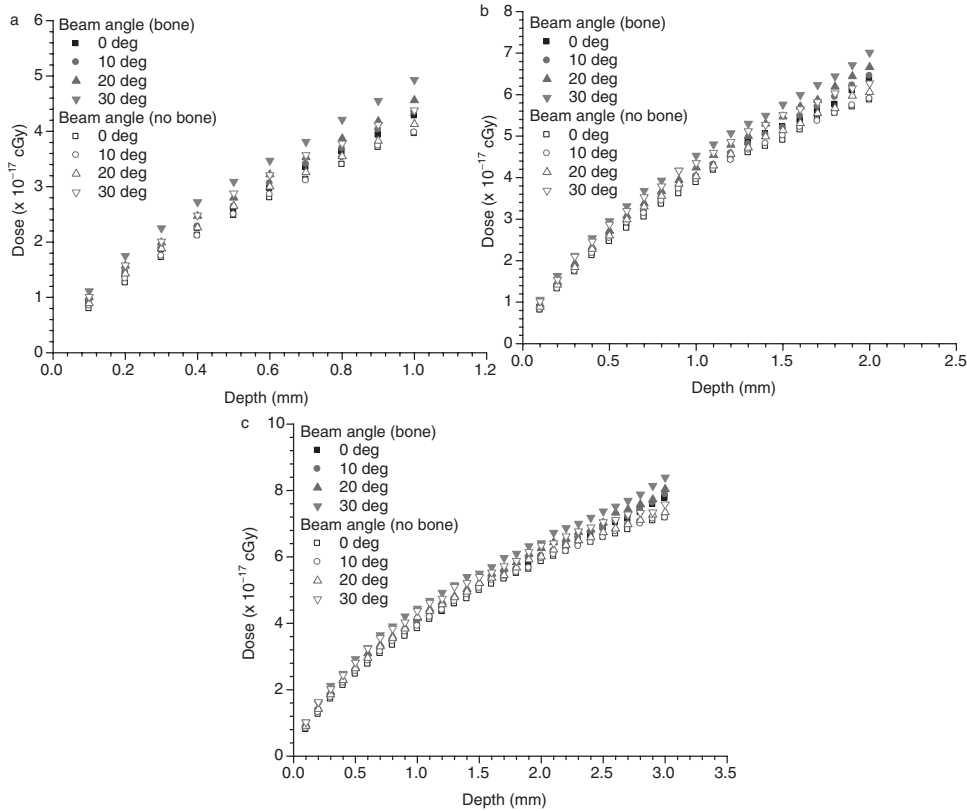 a
6
5
4
3
2
1
0
Dose (x 10⁻¹⁷ cGy)
Beam angle (bone)
0 deg
10 deg
20 deg
30 deg
Beam angle (no bone)
0 deg
10 deg
20 deg
30 deg
0.0 0.2 0.4 0.6 0.8 1.0 1.2
Depth (mm)
b
8
7
6
5
4
3
2
1
0
Dose (x 10⁻¹⁷ cGy)
Beam angle (bone)
0 deg
10 deg
20 deg
30 deg
Beam angle (no bone)
0 deg
10 deg
20 deg
30 deg
0.0 0.5 1.0 1.5 2.0 2.5
Depth (mm)
c
10
8
6
4
2
0
Dose (x 10⁻¹⁷ cGy)
Beam angle (bone)
0 deg
10 deg
20 deg
30 deg
Beam angle (no bone)
0 deg
10 deg
20 deg
30 deg
0.0 0.5 1.0 1.5 2.0 2.5 3.0 3.5
Depth (mm)